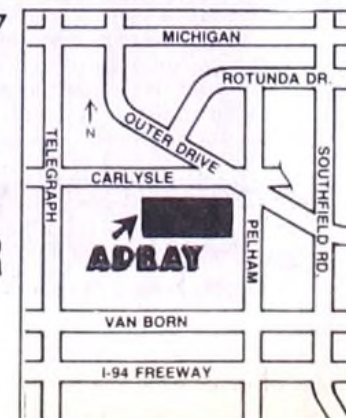 MICHIGAN
ROTUNDA DR.
N
OUTER DRIVE
TELEGRAPH
CARLYSLE
SOUTHFIELD RD.
ADRAY
PELHAM
VAN BORN
I-94 FREEWAY